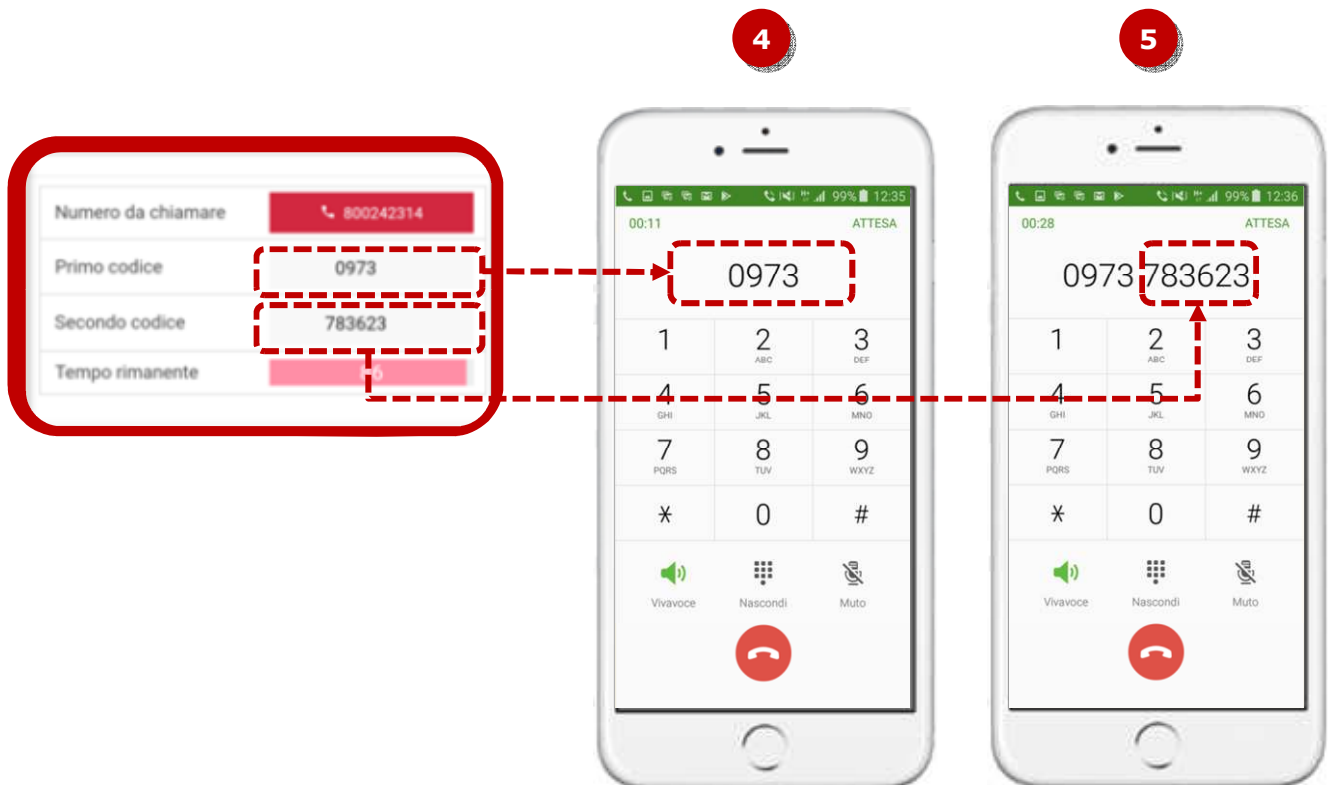 4
5
Numero da chiamare 800242314
Primo codice 0973
Secondo codice 783623
Tempo rimanente
99% 12:35
00:11 ATTESA
0973
1 2 3
ABC DEF
4 5 6
GHI JKL MNO
7 8 9
PQRS TUV WXYZ
* 0 #
Vivavoce Nascondi Muto
99% 12:36
00:28 ATTESA
0973 783623
1 2 3
ABC DEF
4 5 6
GHI JKL MNO
7 8 9
PQRS TUV WXYZ
* 0 #
Vivavoce Nascondi Muto